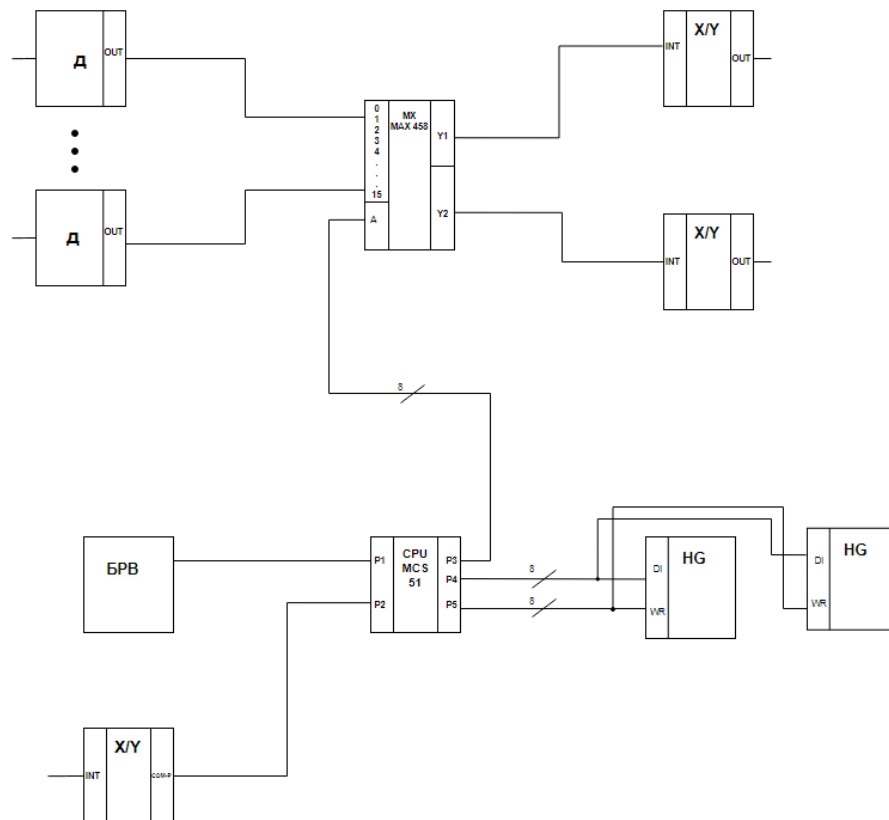 Д
OUT
Д
OUT
0
1
2
3
4
.
.
.
15
A
MX
MAX 458
Y1
Y2
X/Y
INT
OUT
X/Y
INT
OUT
8
БРВ
P1
P2
CPU
MCS
51
P3
P4
P5
8
8
DI
WR
HG
DI
WR
HG
X/Y
INT
COM-P